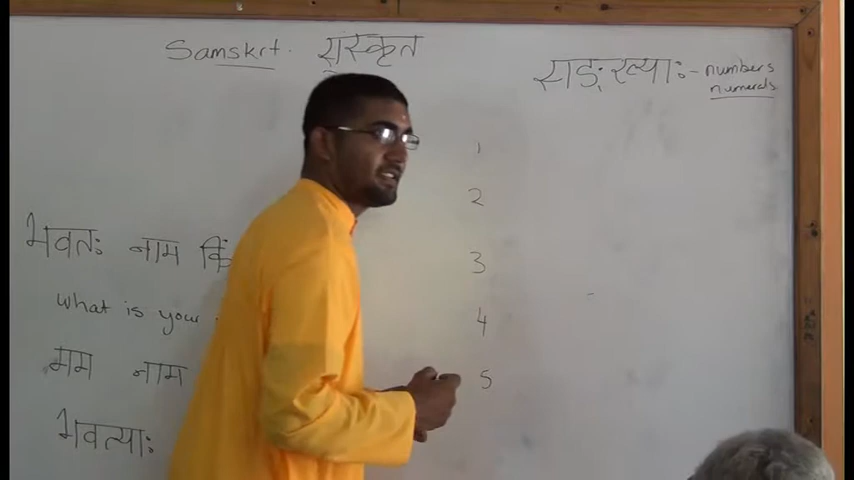 Samskrt. संस्कृत
सङ्ख्याः - numbers
numerals
भवतः नाम किं
what is your
मम नाम
भवत्याः
1
2
3
4
5